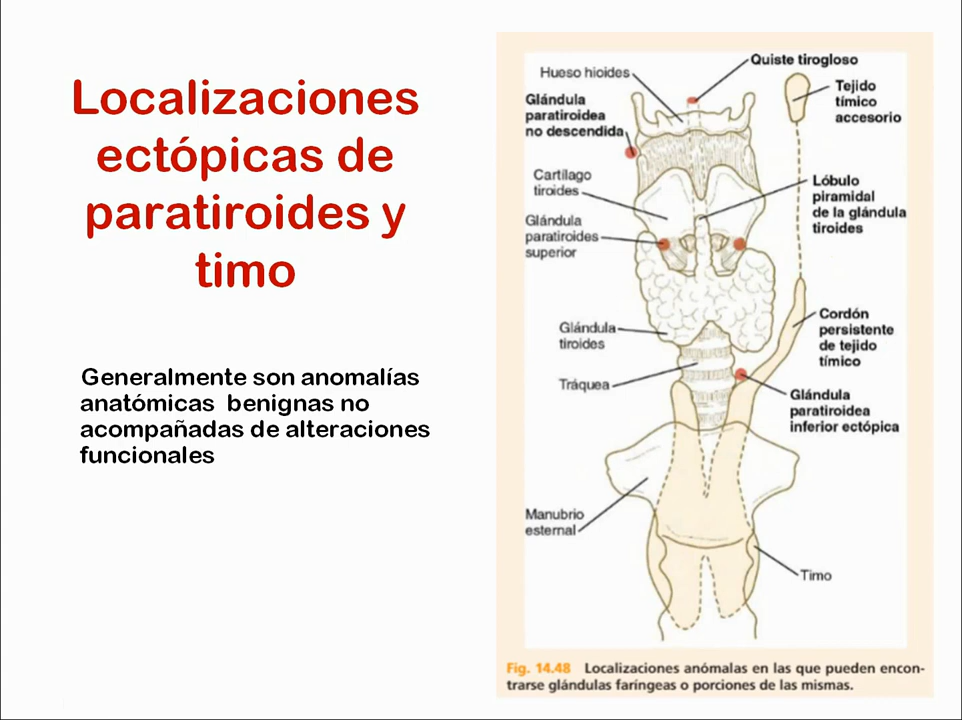 Localizaciones
ectópicas de
paratiroides y
timo
Generalmente son anomalías
anatómicas benignas no
acompañadas de alteraciones
funcionales
Quiste tirogloso
Hueso hioides
Glándula
paratiroidea
no descendida
Tejido
tímico
accesorio
Cartílago
tiroides
Lóbulo
piramidal
de la glándula
tiroides
Glándula
paratiroides
superior
Cordón
persistente
de tejido
tímico
Glándula
tiroides
Tráquea
Glándula
paratiroidea
inferior ectópica
Manubrio
esternal
Timo
Fig. 14.48 Localizaciones anómalas en las que pueden encon-
trarse glándulas faríngeas o porciones de las mismas.